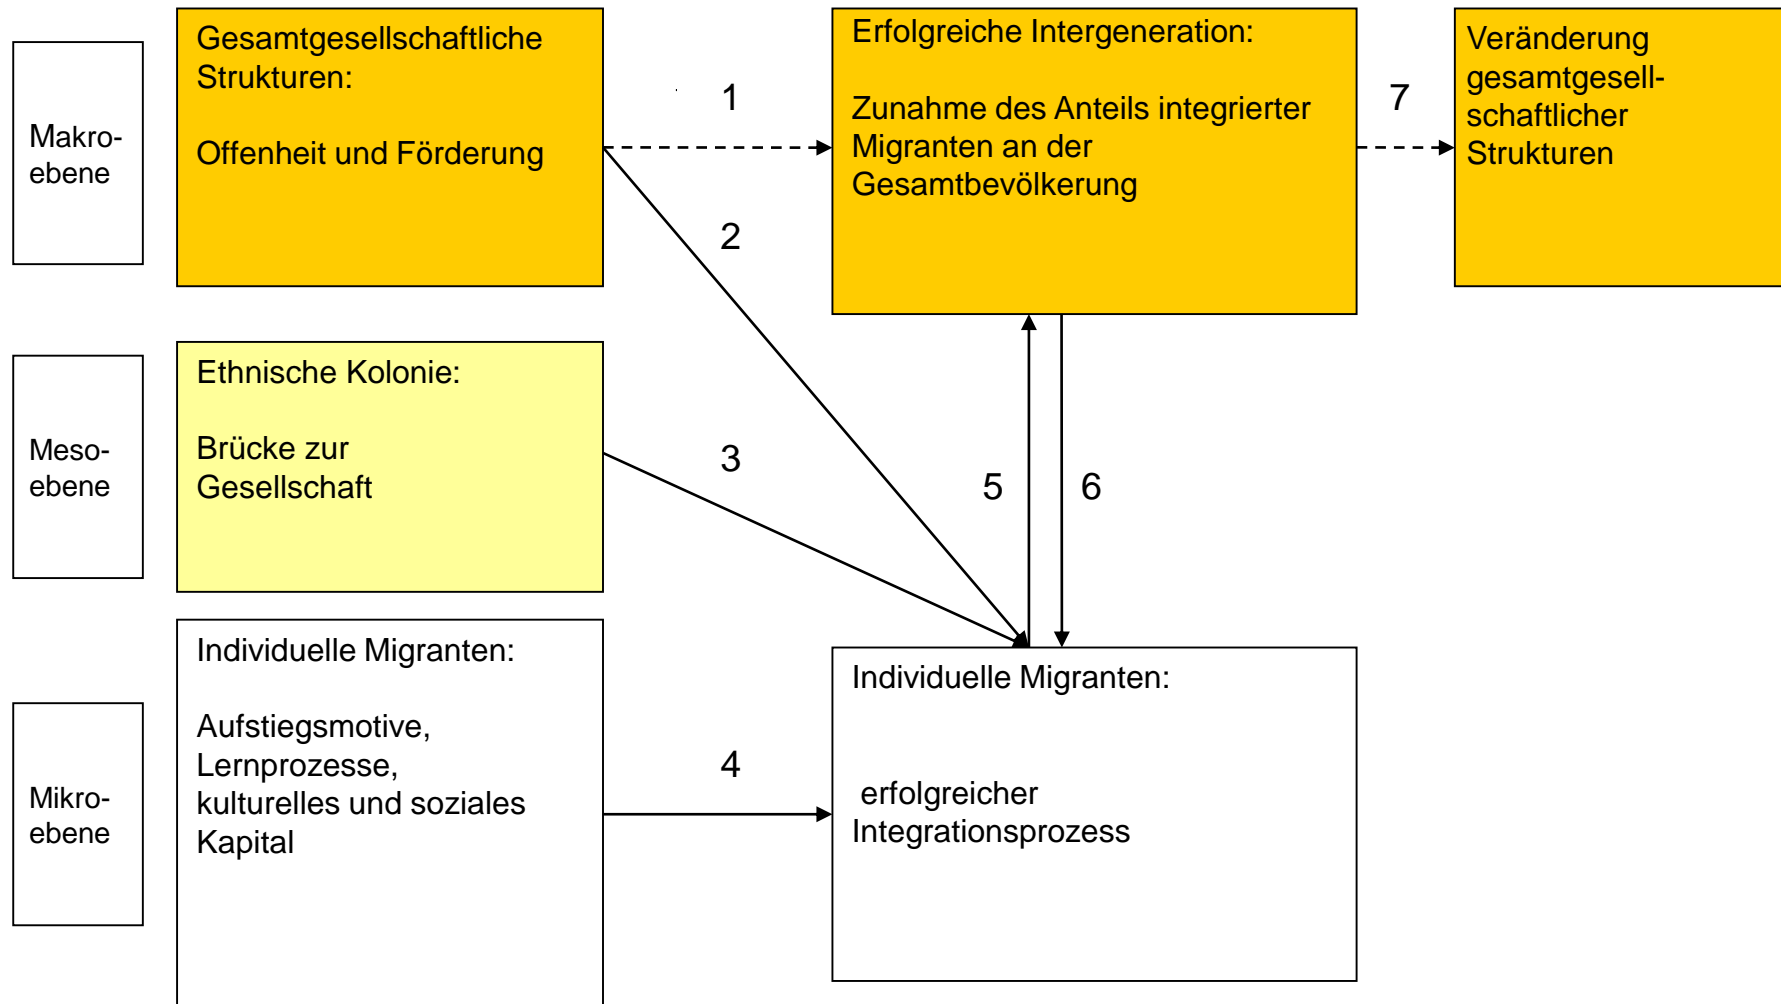 Makro-
ebene
Gesamtgesellschaftliche
Strukturen:
Offenheit und Förderung
1
2
Erfolgreiche Intergeneration:
Zunahme des Anteils integrierter
Migranten an der
Gesamtbevölkerung
7
Veränderung
gesamtgesell-
schaftlicher
Strukturen
Meso-
ebene
Ethnische Kolonie:
Brücke zur
Gesellschaft
3
5
6
Mikro-
ebene
Individuelle Migranten:
Aufstiegsmotive,
Lernprozesse,
kulturelles und soziales
Kapital
4
Individuelle Migranten:
erfolgreicher
Integrationsprozess